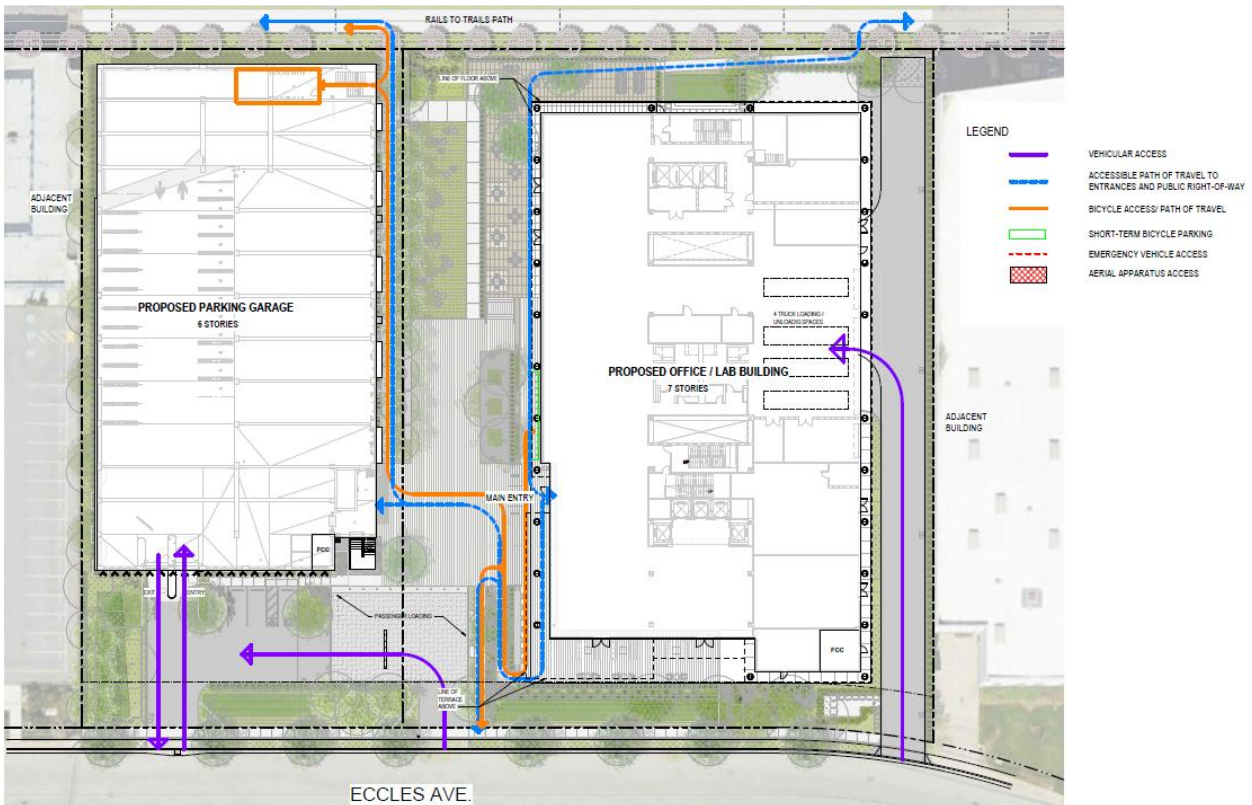 RAILS TO TRAILS PATH
LINE OF FLOOR ABOVE
LEGEND
VEHICULAR ACCESS
ACCESSIBLE PATH OF TRAVEL TO
ENTRANCES AND PUBLIC RIGHT-OF-WAY
BICYCLE ACCESS/ PATH OF TRAVEL
SHORT-TERM BICYCLE PARKING
EMERGENCY VEHICLE ACCESS
AERIAL APPARATUS ACCESS
ADJACENT
BUILDING
PROPOSED PARKING GARAGE
6 STORIES
4 TRUCK LOADING /
UNLOADIG SPACES
PROPOSED OFFICE / LAB BUILDING
7 STORIES
ADJACENT
BUILDING
MAIN ENTRY
FCC
EXIT
ENTRY
PASSENGER LOADING
FCC
LINE OF
TERRACE
ABOVE
ECCLES AVE.